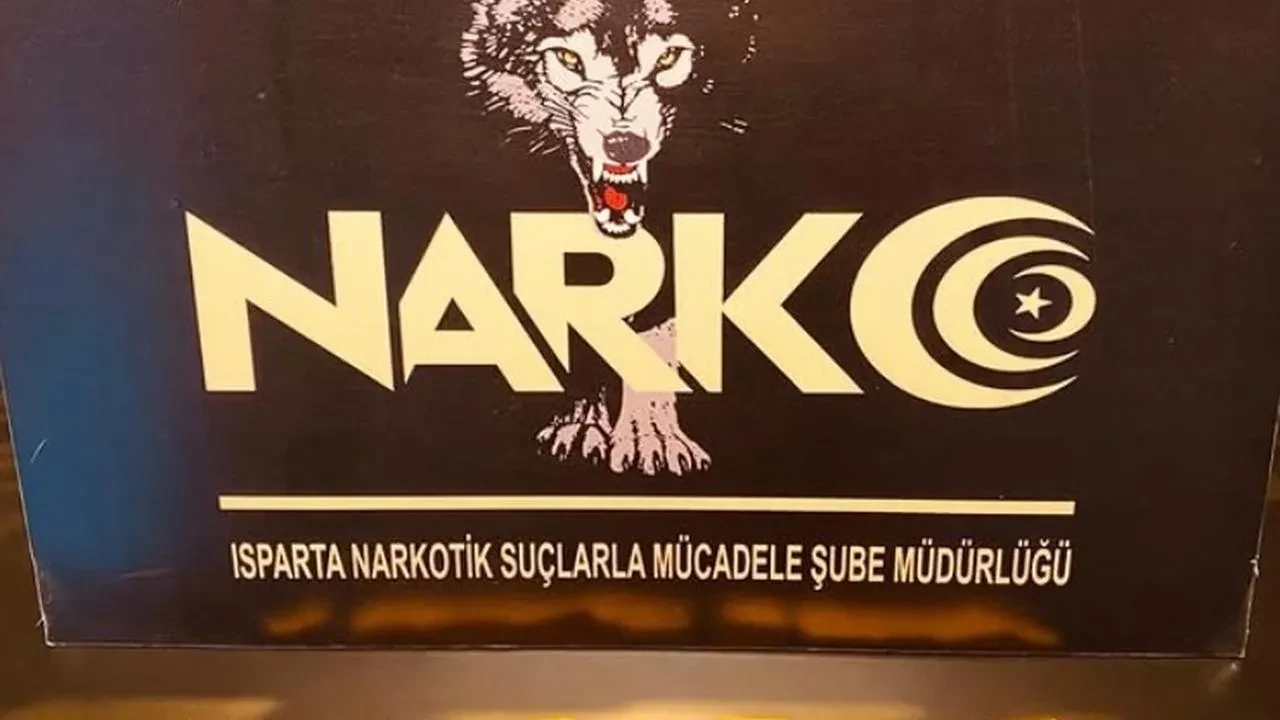 NARKO
ISPARTA NARKOTİK SUÇLARLA MÜCADELE ŞUBE MÜDÜRLÜĞÜ